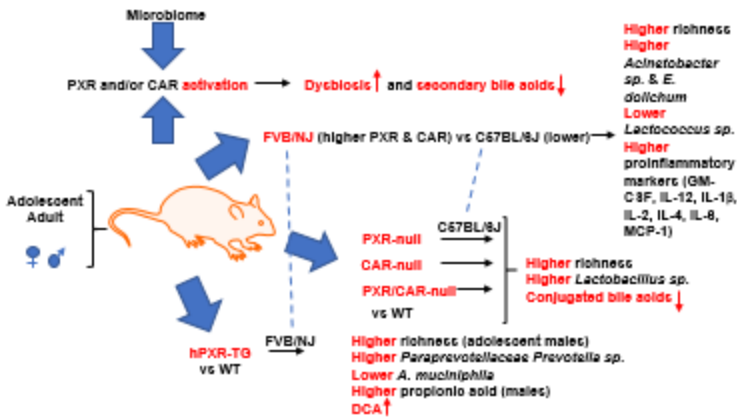 Microbiome
PXR and/or CAR activation
Dysbiosis and secondary bile acids
Higher richness
Higher
Acinetobacter
sp. & E.
dolichum
Lower
Lactococcus sp.
Higher
proinflammatory
markers (GM-
CSF, IL-12, IL-1β,
IL-2, IL-4, IL-6,
MCP-1)
FVB/NJ (higher PXR & CAR) vs C57BL/6J (lower)
Adolescent
Adult
♀ ♂
C57BL/6J
PXR-null
CAR-null
PXR/CAR-null
vs WT
Higher richness
Higher Lactobacillus sp.
Conjugated bile acids
hPXR-TG
vs WT
FVB/NJ
Higher richness (adolescent males)
Higher Paraprevotellaceae Prevotella sp.
Lower A. muciniphila
Higher propionic acid (males)
DCA